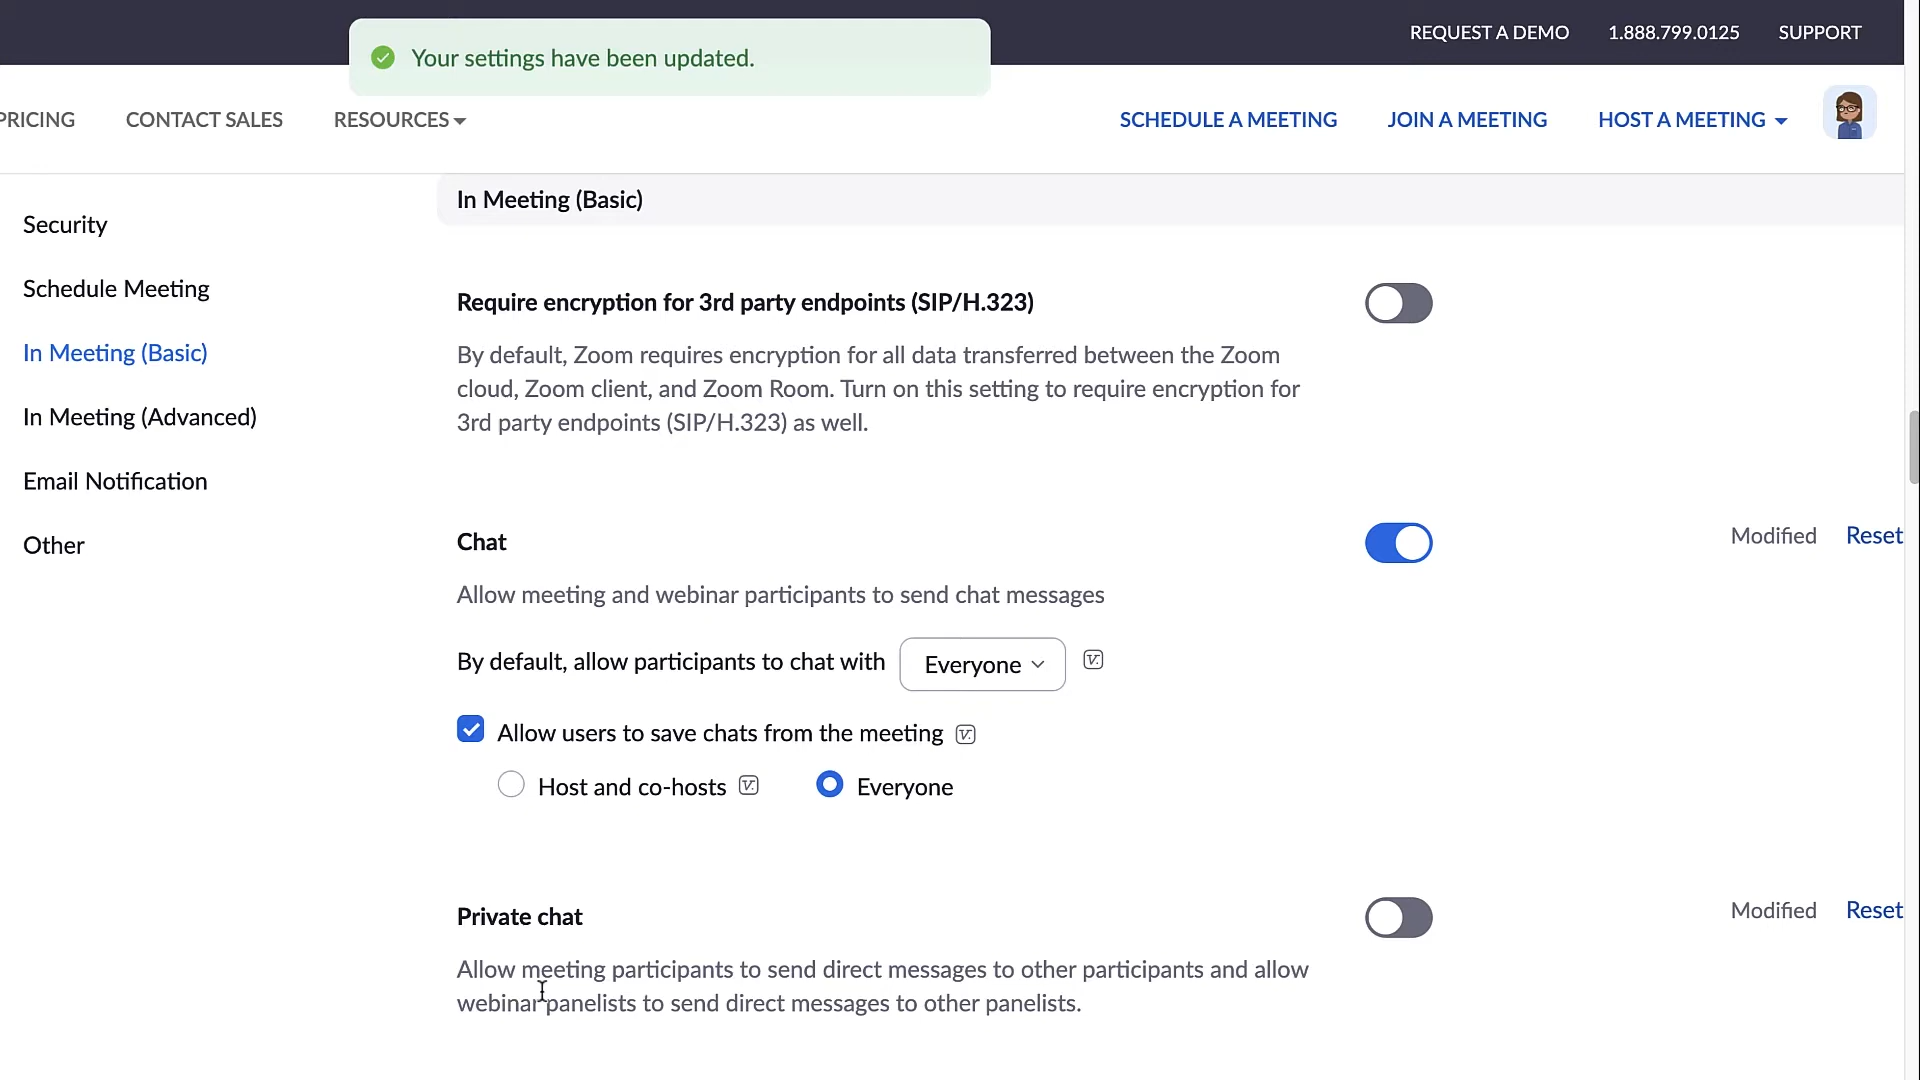 REQUEST A DEMO 1.888.799.0125 SUPPORT
Your settings have been updated.
PRICING CONTACT SALES RESOURCES SCHEDULE A MEETING JOIN A MEETING HOST A MEETING
In Meeting (Basic)
Security
Schedule Meeting
In Meeting (Basic)
In Meeting (Advanced)
Email Notification
Other
Require encryption for 3rd party endpoints (SIP/H.323)
By default, Zoom requires encryption for all data transferred between the Zoom
cloud, Zoom client, and Zoom Room. Turn on this setting to require encryption for
3rd party endpoints (SIP/H.323) as well.
Chat Modified Reset
Allow meeting and webinar participants to send chat messages
By default, allow participants to chat with Everyone
Allow users to save chats from the meeting
Host and co-hosts Everyone
Private chat Modified Reset
Allow meeting participants to send direct messages to other participants and allow
webinar panelists to send direct messages to other panelists.